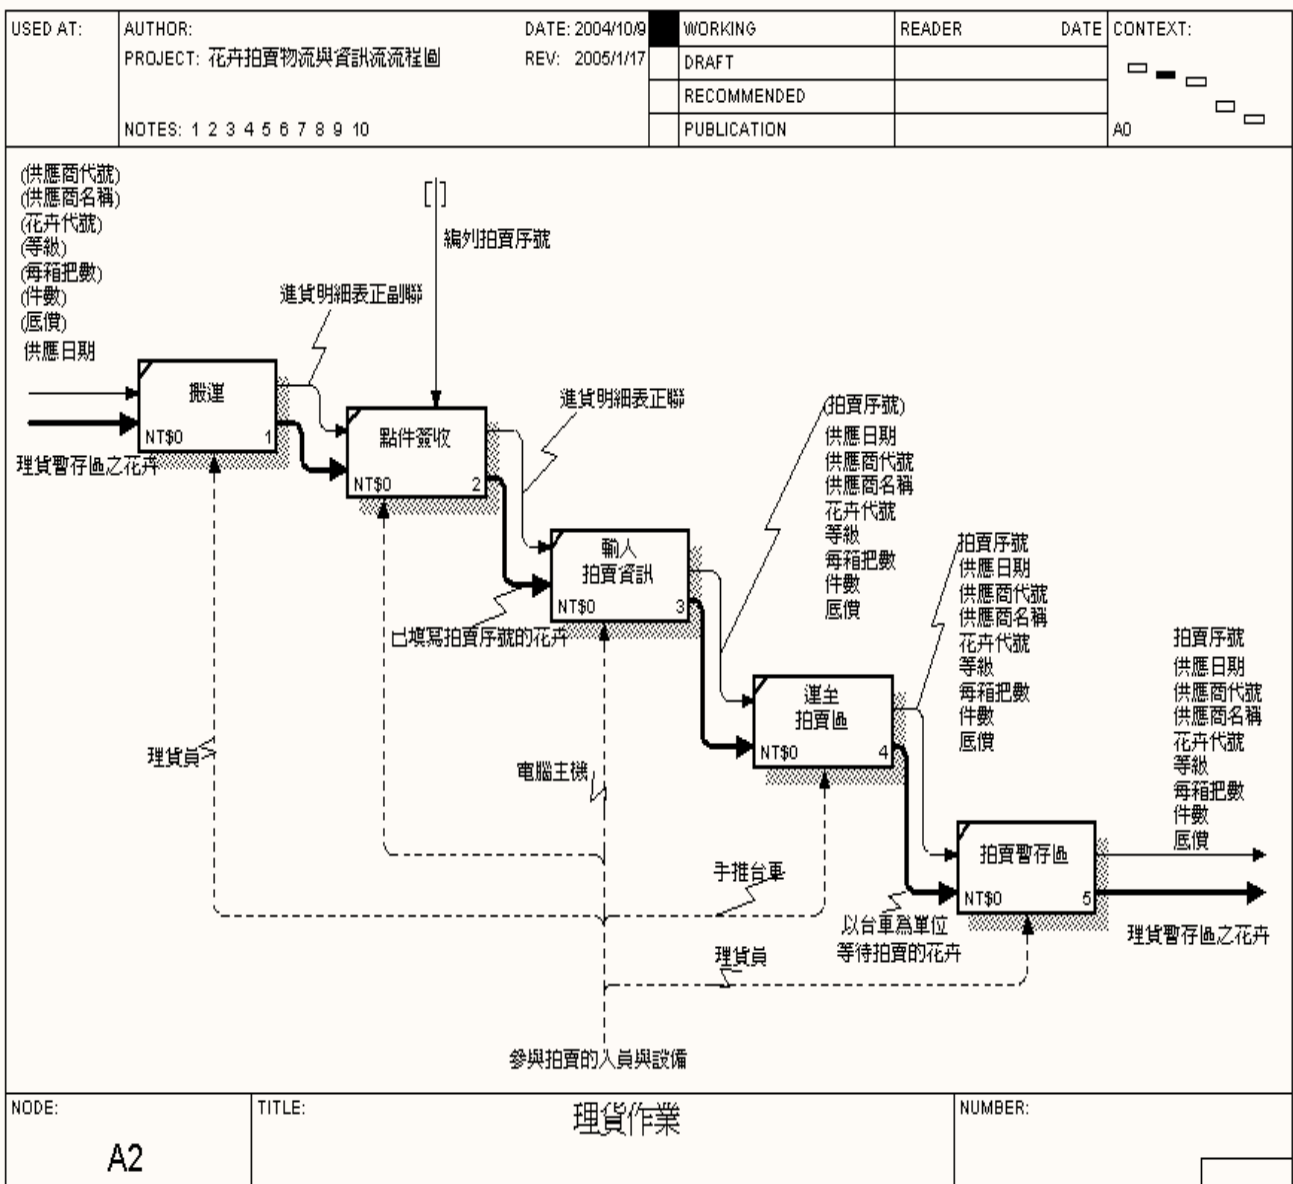 USED AT:
AUTHOR:
DATE: 2004/10/9
PROJECT: 花卉拍賣物流與資訊流流程圖
REV: 2005/1/17
NOTES: 1 2 3 4 5 6 7 8 9 10
WORKING
DRAFT
RECOMMENDED
PUBLICATION
READER
DATE
CONTEXT:
A0
(供應商代號)
(供應商名稱)
(花卉代號)
(等級)
(每箱把數)
(件數)
(底價)
供應日期
[ ]
編列拍賣序號
進貨明細表正副聯
搬運
NT$0 1
理貨暫存區之花卉
點件簽收
NT$0 2
進貨明細表正聯
輸入
拍賣資訊
NT$0 3
已填寫拍賣序號的花卉
(拍賣序號)
供應日期
供應商代號
供應商名稱
花卉代號
等級
每箱把數
件數
底價
運至
拍賣區
NT$0 4
拍賣序號
供應日期
供應商代號
供應商名稱
花卉代號
等級
每箱把數
件數
底價
拍賣序號
供應日期
供應商代號
供應商名稱
花卉代號
等級
每箱把數
件數
底價
拍賣暫存區
NT$0 5
理貨員
電腦主機
手推台車
以台車為單位
等待拍賣的花卉
理貨暫存區之花卉
理貨員
參與拍賣的人員與設備
NODE:
A2
TITLE:
理貨作業
NUMBER: